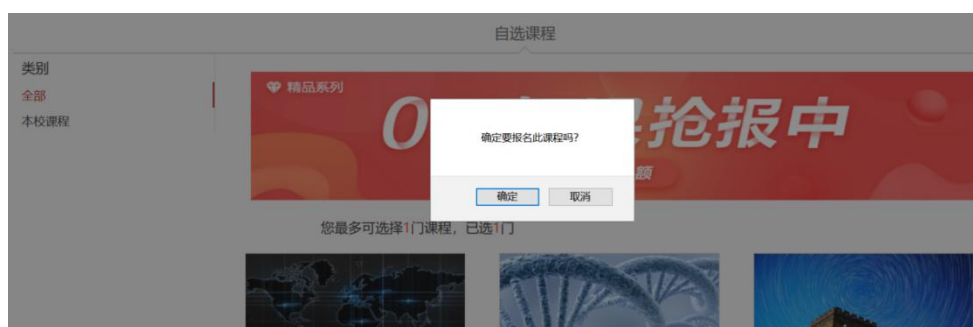 自选课程
类别
全部
本校课程
精品系列
抢报中
确定要报名此课程吗?
额
确定 取消
您最多可选择1门课程，已选1门